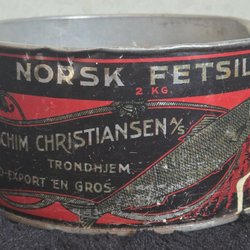 NORSK FETSIL
2 KG.
CHIM CHRISTIANSEN A/S
TRONDHJEM
O-EXPORT EN GROS